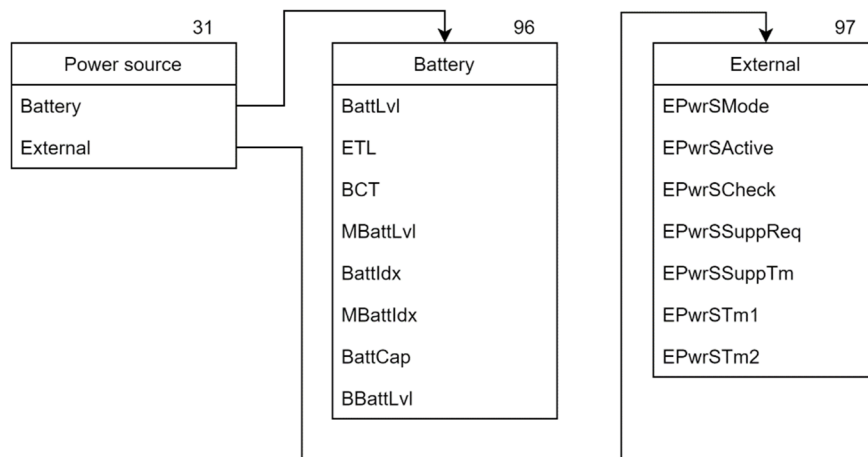 31
Power source
Battery
External
96
Battery
BattLvl
ETL
BCT
MBattLvl
BattIdx
MBattIdx
BattCap
BBattLvl
97
External
EPwrSMode
EPwrSActive
EPwrSCheck
EPwrSSuppReq
EPwrSSuppTm
EPwrSTm1
EPwrSTm2